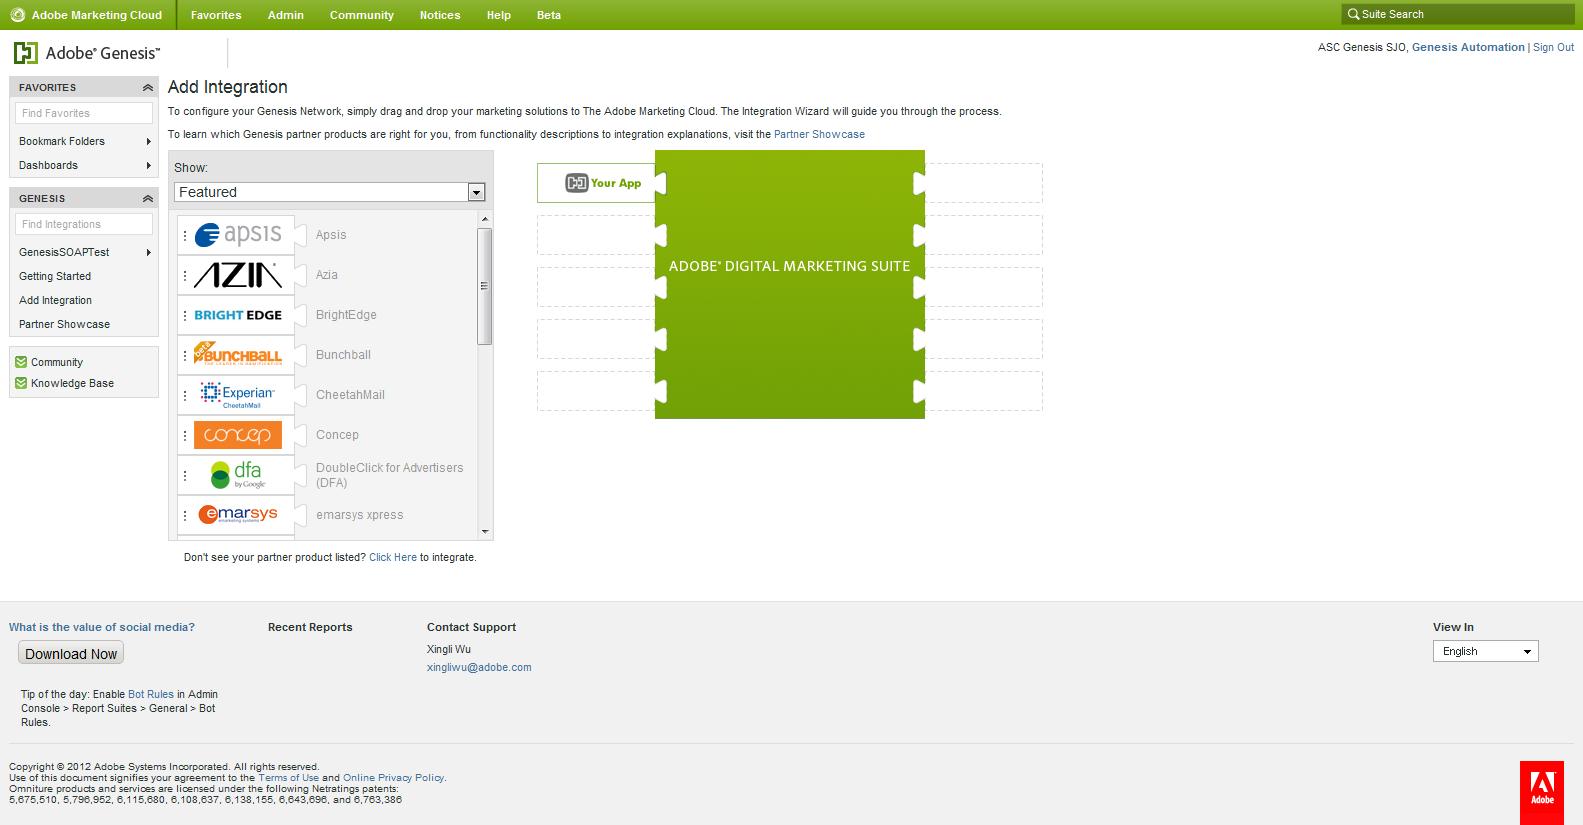 Adobe Marketing Cloud
Favorites Admin Community Notices Help Beta
Suite Search
Adobe® Genesis™
ASC Genesis SJO, Genesis Automation | Sign Out
FAVORITES
Find Favorites
Bookmark Folders
Dashboards
GENESIS
Find Integrations
GenesisSOAPTest
Getting Started
Add Integration
Partner Showcase
Community
Knowledge Base
Add Integration
To configure your Genesis Network, simply drag and drop your marketing solutions to The Adobe Marketing Cloud. The Integration Wizard will guide you through the process.
To learn which Genesis partner products are right for you, from functionality descriptions to integration explanations, visit the Partner Showcase
Show:
Featured
apsis Apsis
AZIA Azia
BRIGHT EDGE BrightEdge
beta BUNCHBALL Bunchball
THE LEADER IN GAMIFICATION
Experian™ CheetahMail
CheetahMail
concep Concep
dfa DoubleClick for Advertisers
by Google (DFA)
emarsys emarsys xpress
emarketing systems
Don't see your partner product listed? Click Here to integrate.
Your App
ADOBE® DIGITAL MARKETING SUITE
What is the value of social media?
Download Now
Tip of the day: Enable Bot Rules in Admin
Console > Report Suites > General > Bot
Rules.
Recent Reports
Contact Support
Xingli Wu
xingliwu@adobe.com
View In
English
Copyright © 2012 Adobe Systems Incorporated. All rights reserved.
Use of this document signifies your agreement to the Terms of Use and Online Privacy Policy.
Omniture products and services are licensed under the following Netratings patents:
5,675,510, 5,796,952, 6,115,680, 6,108,637, 6,138,155, 6,643,696, and 6,763,386
Adobe